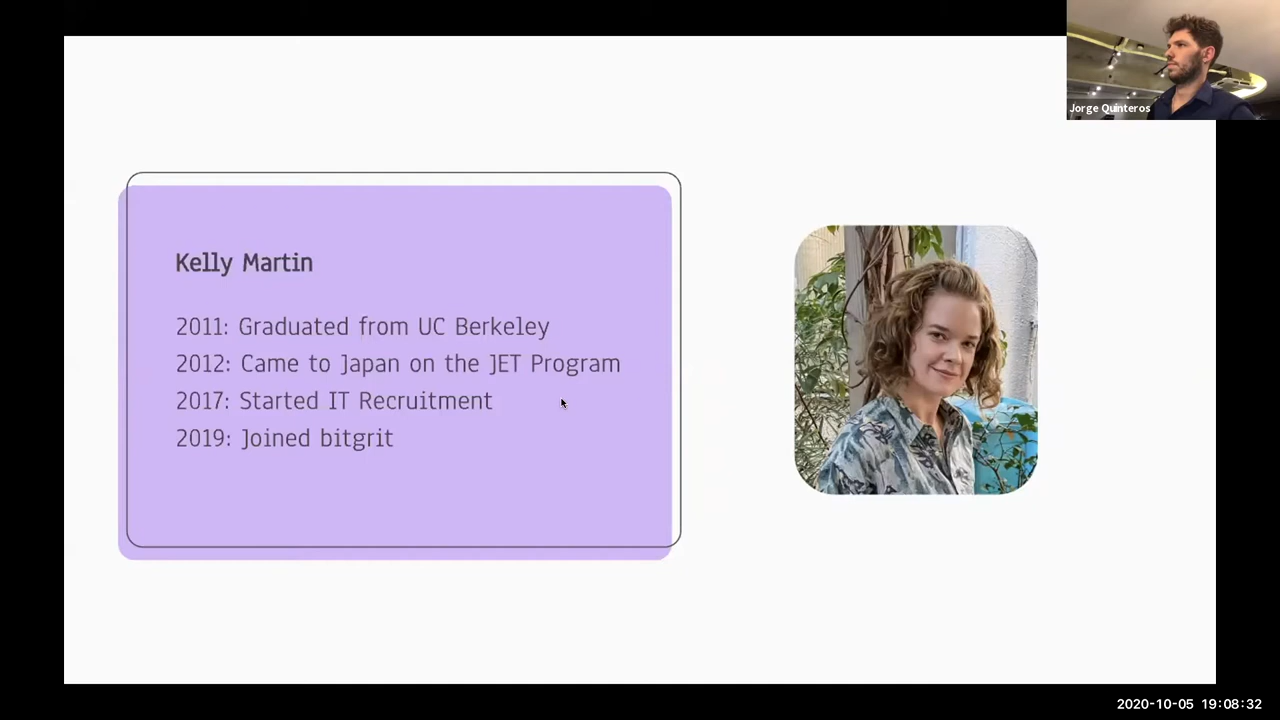 Jorge Quinteros
Kelly Martin
2011: Graduated from UC Berkeley
2012: Came to Japan on the JET Program
2017: Started IT Recruitment
2019: Joined bitgrit
2020-10-05 19:08:32